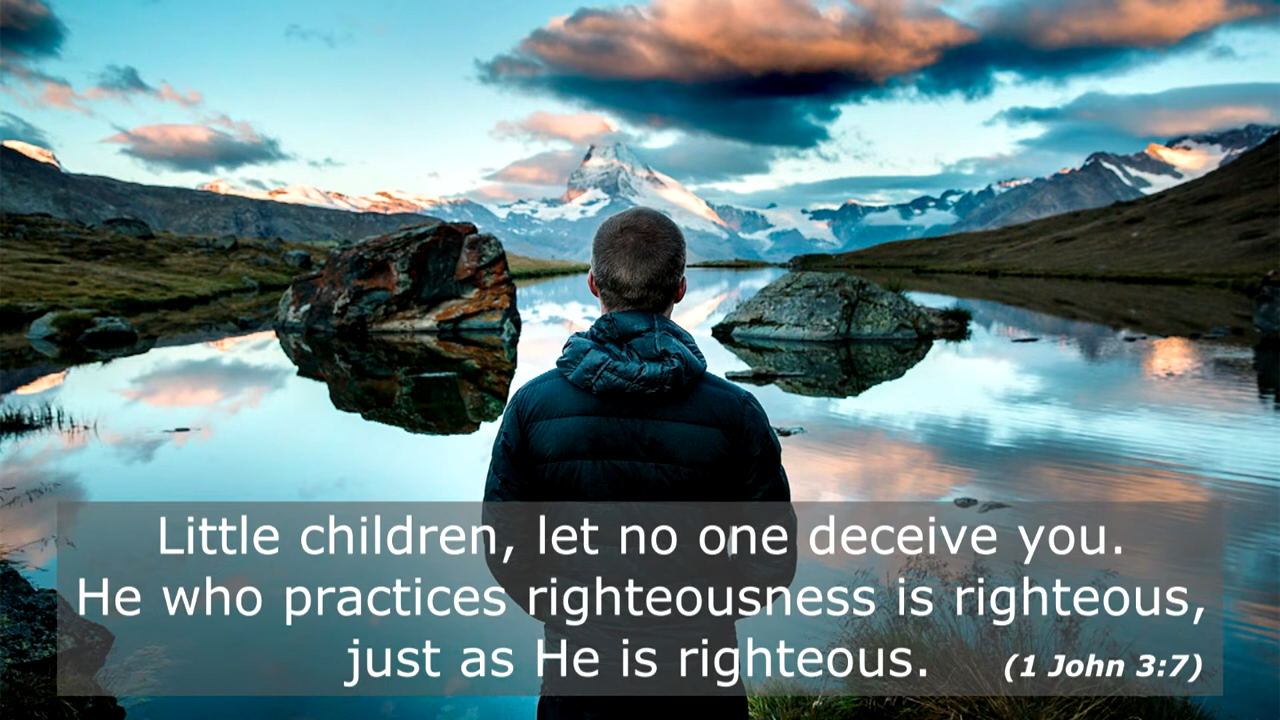 Little children, let no one deceive you.
He who practices righteousness is righteous,
just as He is righteous. (1 John 3:7)